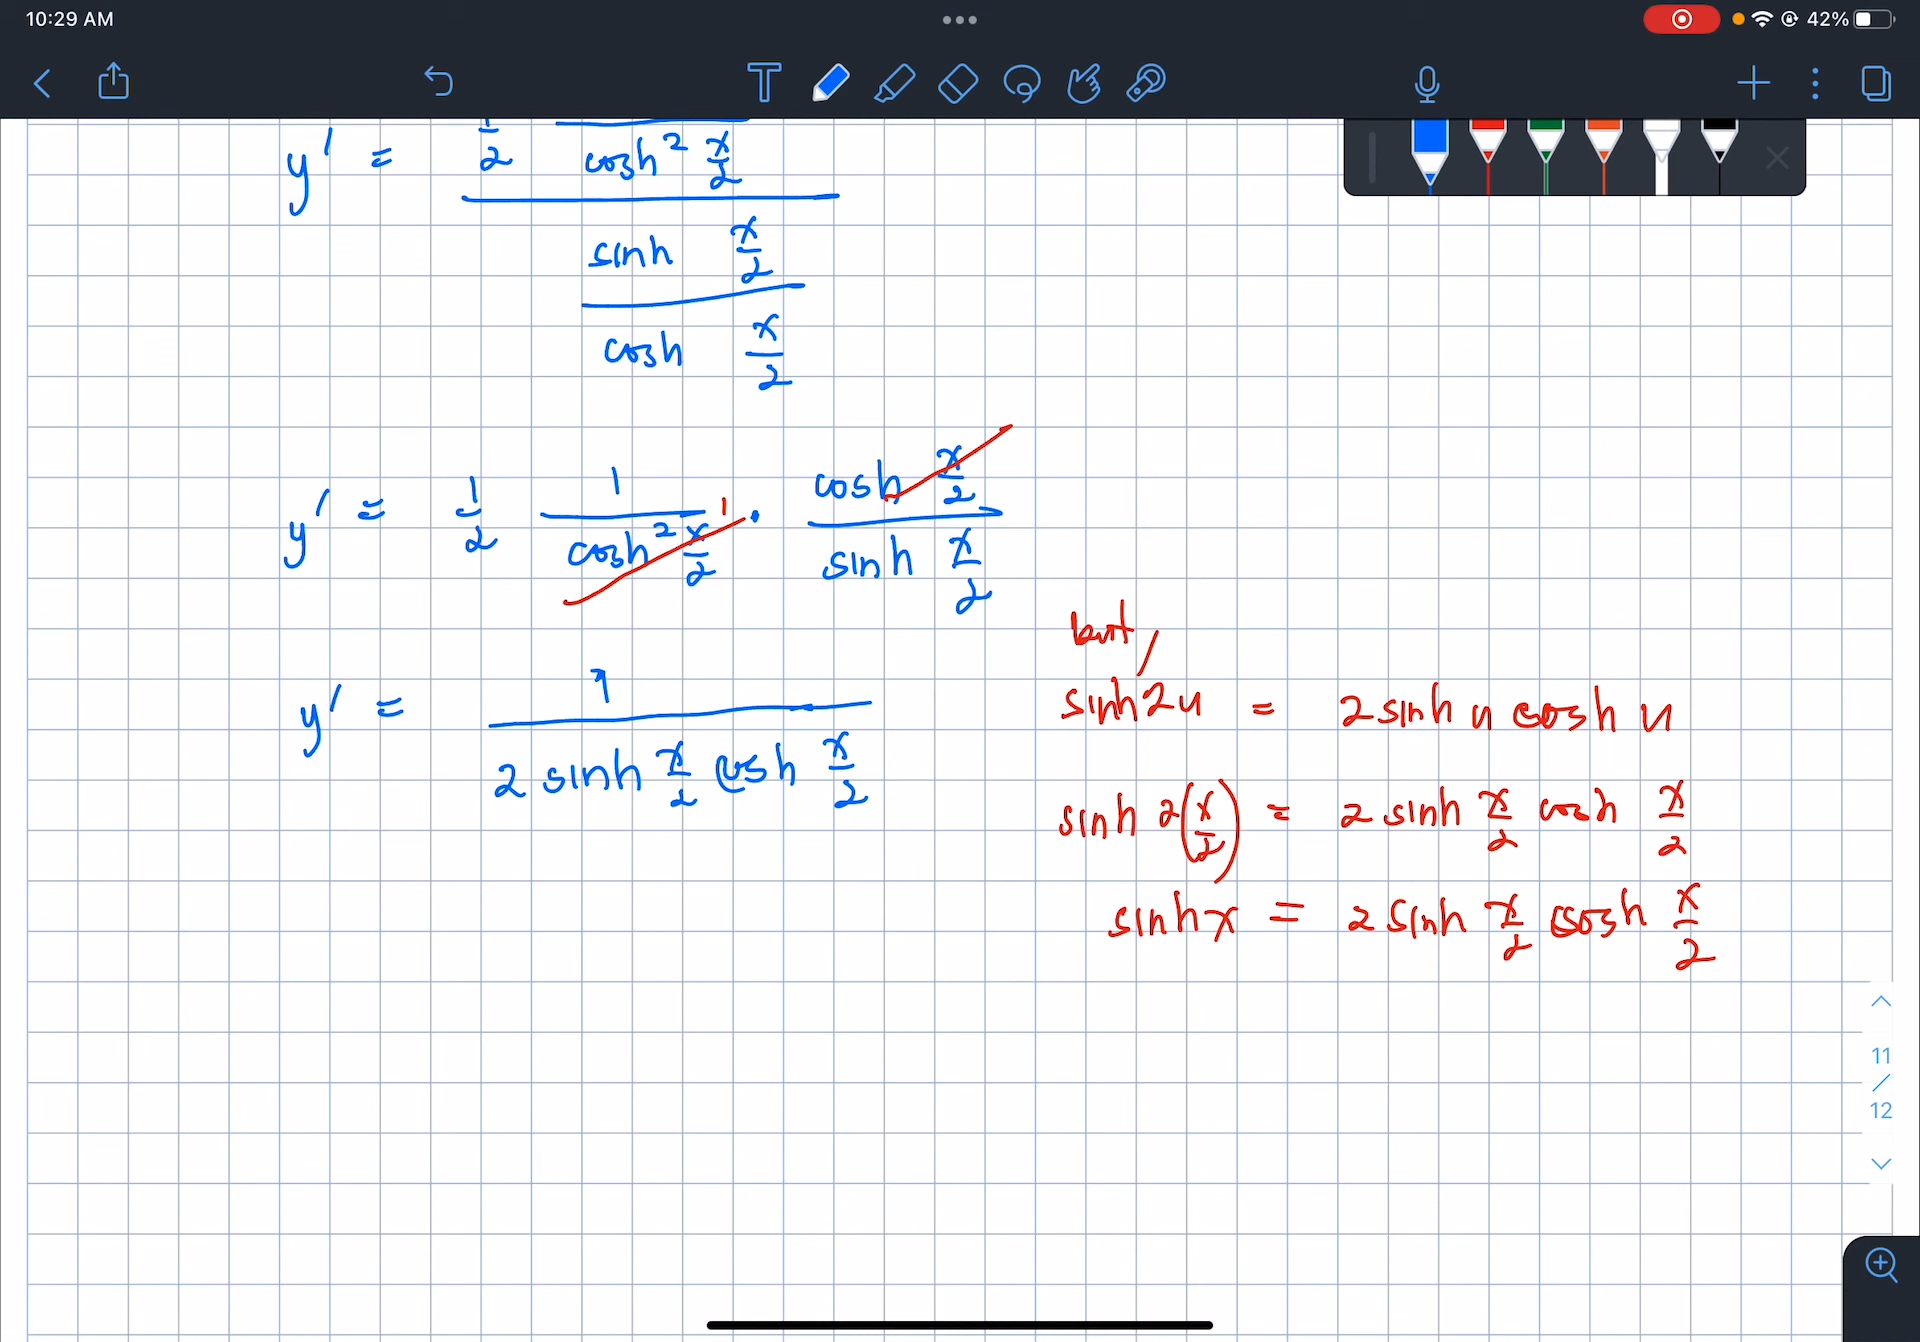 10:29 AM
42%
y' = 1/2 cosh² x/2
sinh x/2
cosh x/2
y' = 1/2 1/cosh² x/2 1 · cosh x/2 / sinh x/2
but,
sinh2u = 2 sinh u cosh u
y' = 1 / 2 sinh x/2 cosh x/2
sinh 2(x/2) = 2 sinh x/2 cosh x/2
sinhx = 2 sinh x/2 cosh x/2
11
/
12